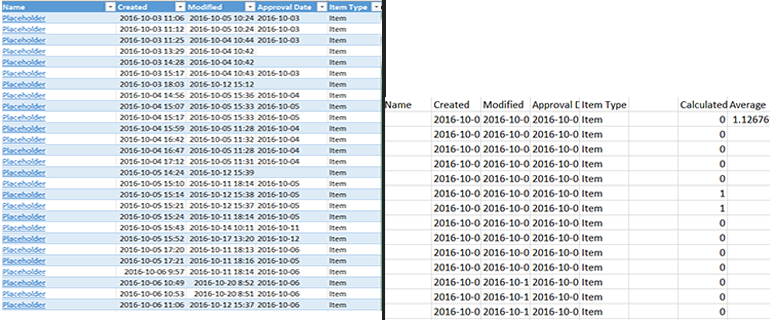 Name Created Modified Approval Date Item Type
Placeholder 2016-10-03 11:06 2016-10-05 10:24 2016-10-03 Item
Placeholder 2016-10-03 11:12 2016-10-05 10:24 2016-10-03 Item
Placeholder 2016-10-03 11:25 2016-10-04 10:44 2016-10-03 Item
Placeholder 2016-10-03 13:29 2016-10-04 10:42 Item
Placeholder 2016-10-03 14:28 2016-10-04 10:42 Item
Placeholder 2016-10-03 15:17 2016-10-04 10:43 2016-10-03 Item
Placeholder 2016-10-03 18:03 2016-10-12 15:12 Item
Placeholder 2016-10-04 14:56 2016-10-05 15:36 2016-10-04 Item
Placeholder 2016-10-04 15:07 2016-10-05 15:33 2016-10-05 Item
Placeholder 2016-10-04 15:17 2016-10-05 15:33 2016-10-05 Item
Placeholder 2016-10-04 15:59 2016-10-05 11:28 2016-10-04 Item
Placeholder 2016-10-04 16:42 2016-10-05 11:32 2016-10-04 Item
Placeholder 2016-10-04 16:47 2016-10-05 11:28 2016-10-04 Item
Placeholder 2016-10-04 17:12 2016-10-05 11:31 2016-10-04 Item
Placeholder 2016-10-05 14:24 2016-10-12 15:39 Item
Placeholder 2016-10-05 15:10 2016-10-11 18:14 2016-10-05 Item
Placeholder 2016-10-05 15:14 2016-10-12 15:38 2016-10-05 Item
Placeholder 2016-10-05 15:21 2016-10-12 15:37 2016-10-05 Item
Placeholder 2016-10-05 15:24 2016-10-11 18:14 2016-10-05 Item
Placeholder 2016-10-05 15:43 2016-10-14 10:11 2016-10-11 Item
Placeholder 2016-10-05 15:52 2016-10-17 13:20 2016-10-12 Item
Placeholder 2016-10-05 17:20 2016-10-11 18:13 2016-10-06 Item
Placeholder 2016-10-05 17:21 2016-10-11 18:16 2016-10-05 Item
Placeholder 2016-10-06 9:57 2016-10-11 18:14 2016-10-06 Item
Placeholder 2016-10-06 10:49 2016-10-20 8:52 2016-10-06 Item
Placeholder 2016-10-06 10:53 2016-10-20 8:51 2016-10-06 Item
Placeholder 2016-10-06 11:06 2016-10-12 15:37 2016-10-06 Item
Name Created Modified Approval D Item Type Calculated Average
2016-10-0 2016-10-0 2016-10-0 Item 0 1.12676
2016-10-0 2016-10-0 2016-10-0 Item 0
2016-10-0 2016-10-0 2016-10-0 Item 0
2016-10-0 2016-10-0 2016-10-0 Item 0
2016-10-0 2016-10-0 2016-10-0 Item 0
2016-10-0 2016-10-0 2016-10-0 Item 1
2016-10-0 2016-10-0 2016-10-0 Item 1
2016-10-0 2016-10-0 2016-10-0 Item 0
2016-10-0 2016-10-0 2016-10-0 Item 0
2016-10-0 2016-10-0 2016-10-0 Item 0
2016-10-0 2016-10-0 2016-10-0 Item 0
2016-10-0 2016-10-1 2016-10-0 Item 0
2016-10-0 2016-10-1 2016-10-0 Item 0
2016-10-0 2016-10-1 2016-10-0 Item 0